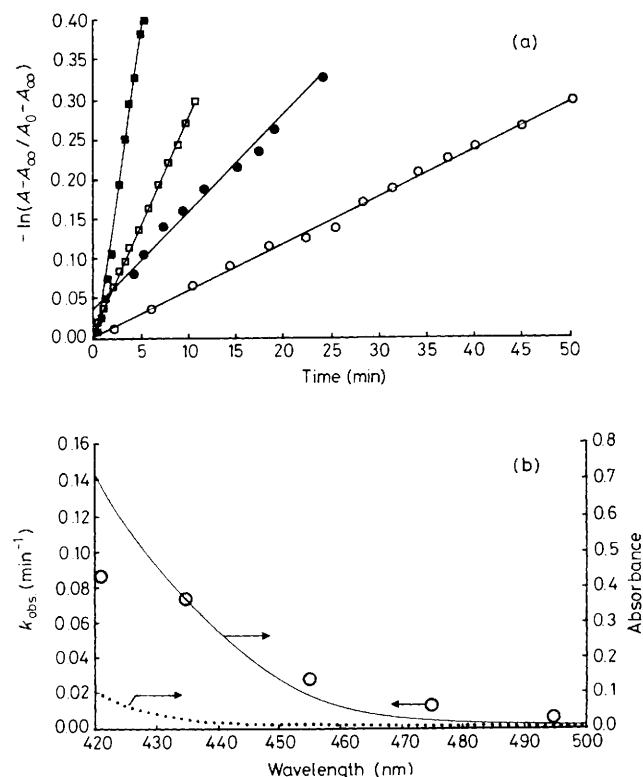 (a)
0.40
0.30
0.25
0.20
0.15
0.10
0.05
0.00
− ln(A−A∞/A0−A∞)
0 5 10 15 20 25 30 35 40 45 50
Time (min)
(b)
0.16
0.14
0.12
0.10
0.08
0.06
0.04
0.02
0.00
kobs (min−1)
0.8
0.7
0.6
0.5
0.4
0.3
0.2
0.1
0.0
Absorbance
420 430 440 450 460 470 480 490 500
Wavelength (nm)